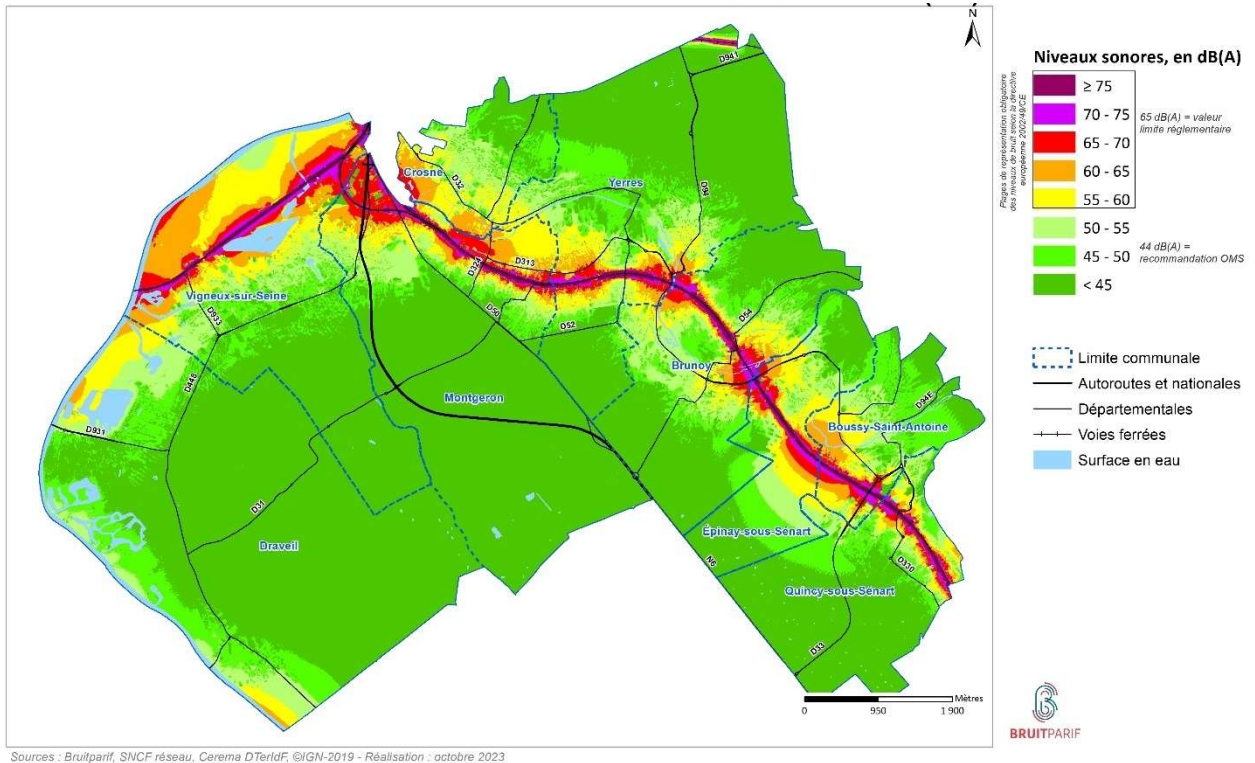 N
Niveaux sonores, en dB(A)
≥ 75
70 - 75
65 - 70
60 - 65
55 - 60
50 - 55
45 - 50
< 45
Plages de représentation obligatoire
des niveaux de bruit selon la directive
européenne 2002/49/CE
65 dB(A) = valeur
limite réglementaire
44 dB(A) =
recommandation OMS
Limite communale
Autoroutes et nationales
Départementales
Voies ferrées
Surface en eau
D941
Crosne
D32
Yerres
D94
D324
D313
Vigneux-sur-Seine
D933
D50
D52
D54
D448
Brunoy
Montgeron
D94E
Boussy-Saint-Antoine
D931
D31
Draveil
Épinay-sous-Sénart
N6
D330
Quincy-sous-Sénart
D33
Mètres
0 950 1 900
BRUITPARIF
Sources : Bruitparif, SNCF réseau, Cerema DTerIdF, ©IGN-2019 - Réalisation : octobre 2023